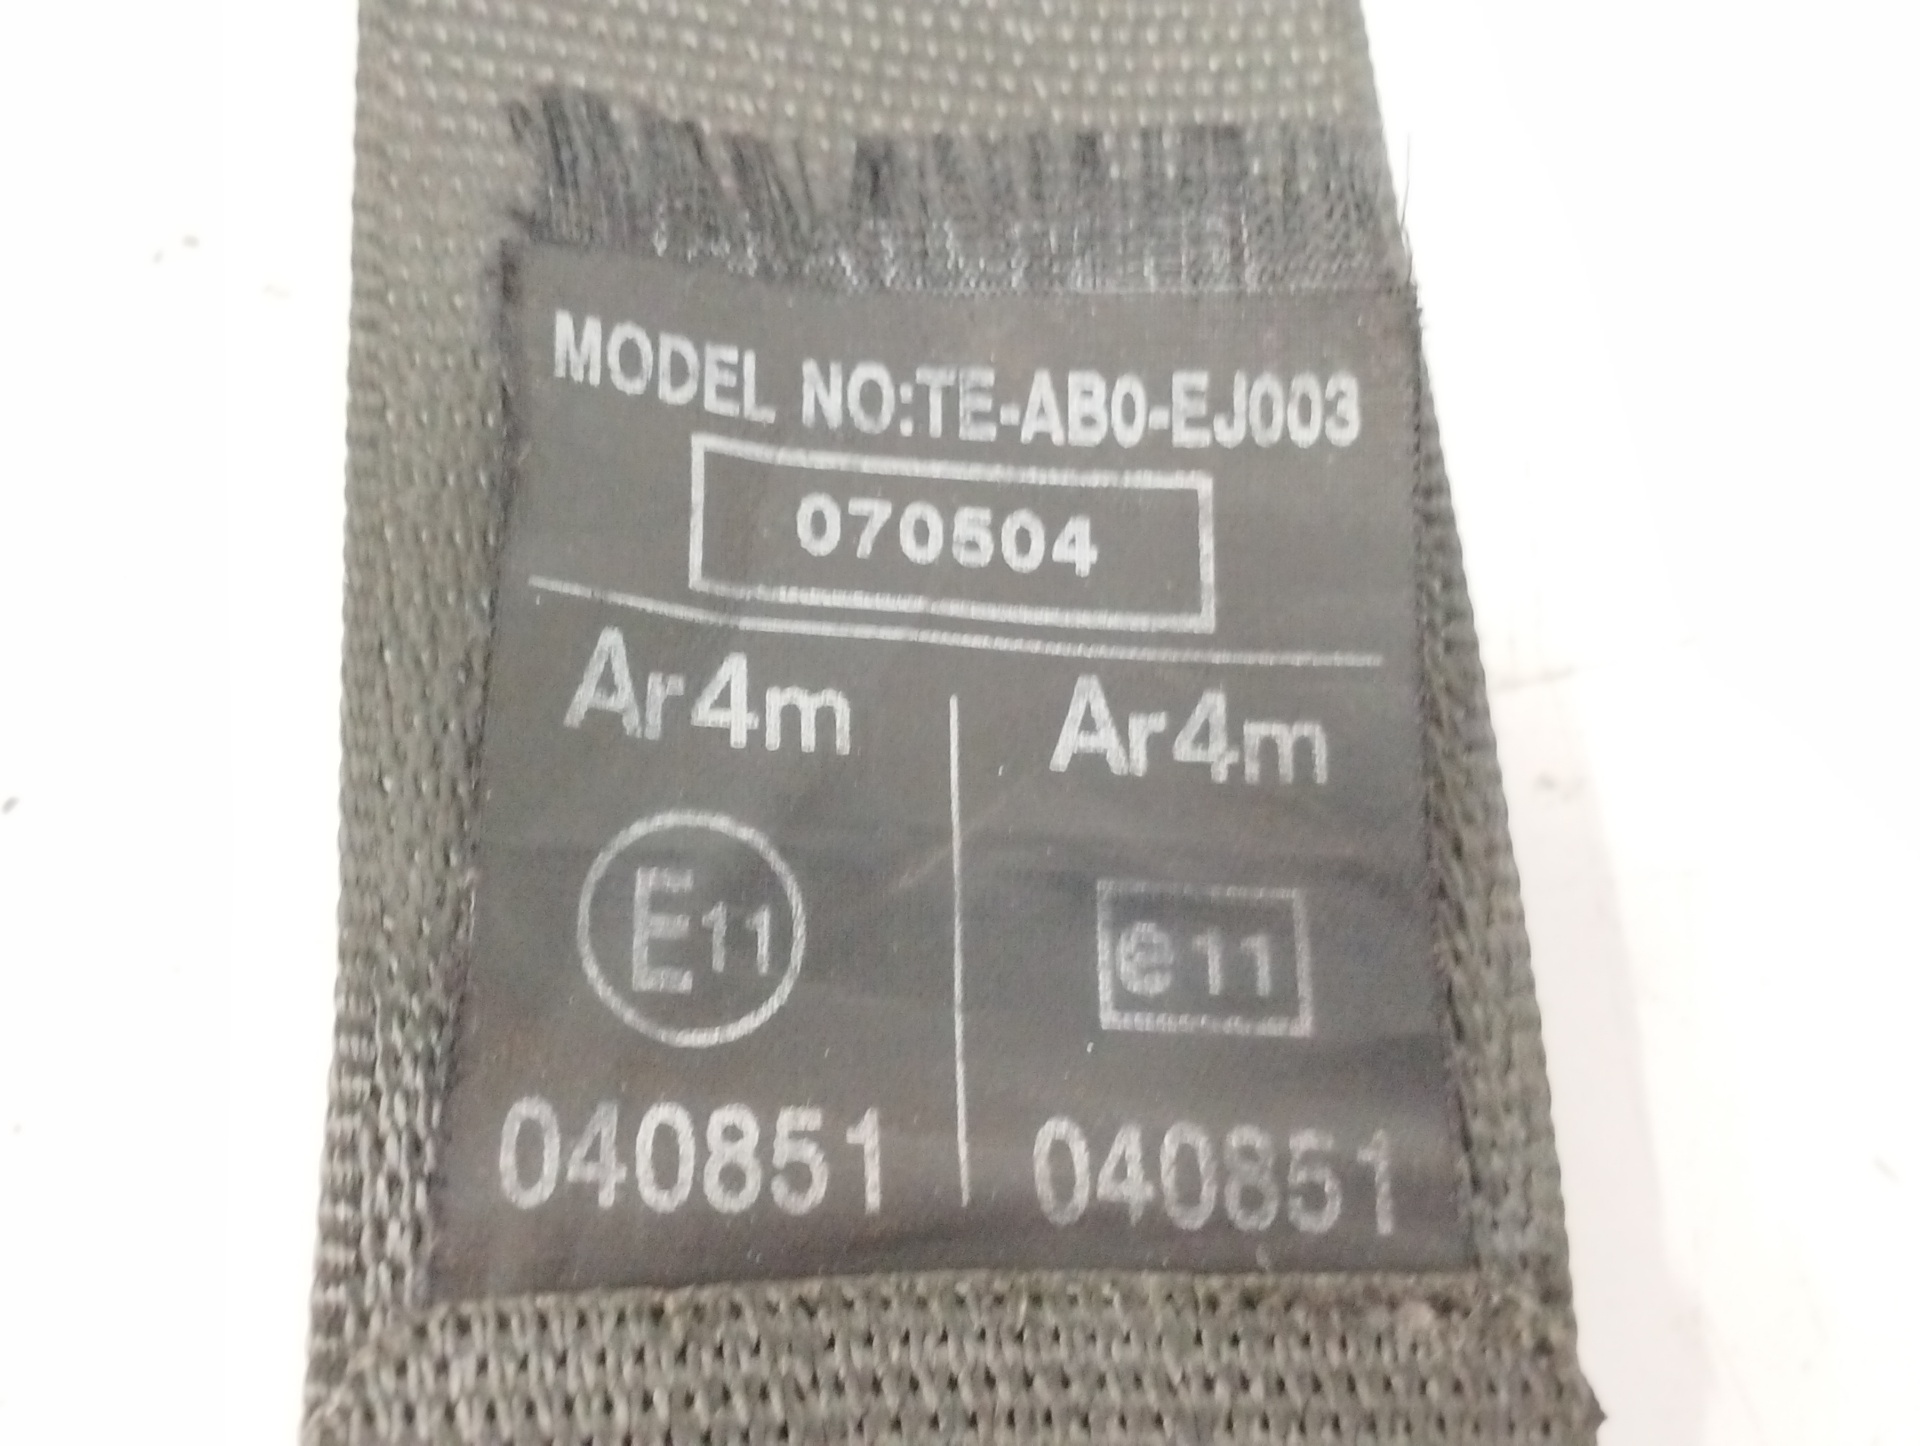 MODEL NO:TE-AB0-EJ003
070504
Ar4m Ar4m
E11 e11
040851 040851